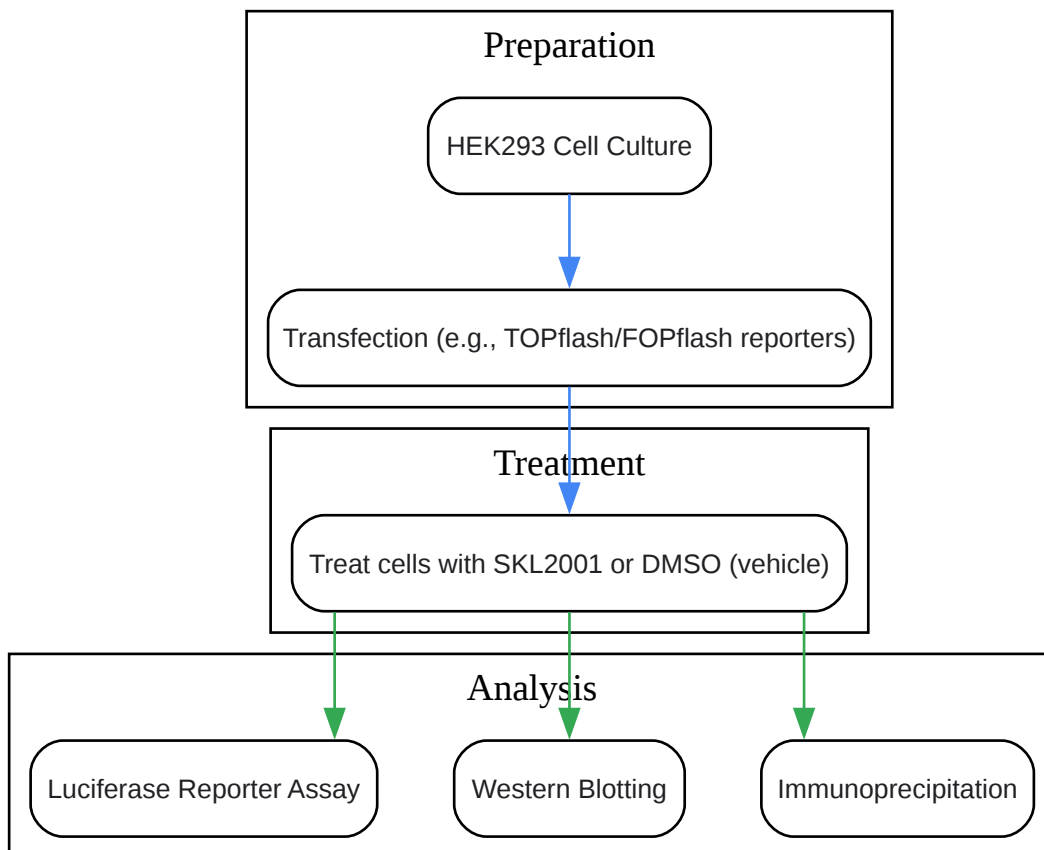 Preparation
HEK293 Cell Culture
Transfection (e.g., TOPflash/FOPflash reporters)
Treatment
Treat cells with SKL2001 or DMSO (vehicle)
Analysis
Luciferase Reporter Assay
Western Blotting
Immunoprecipitation